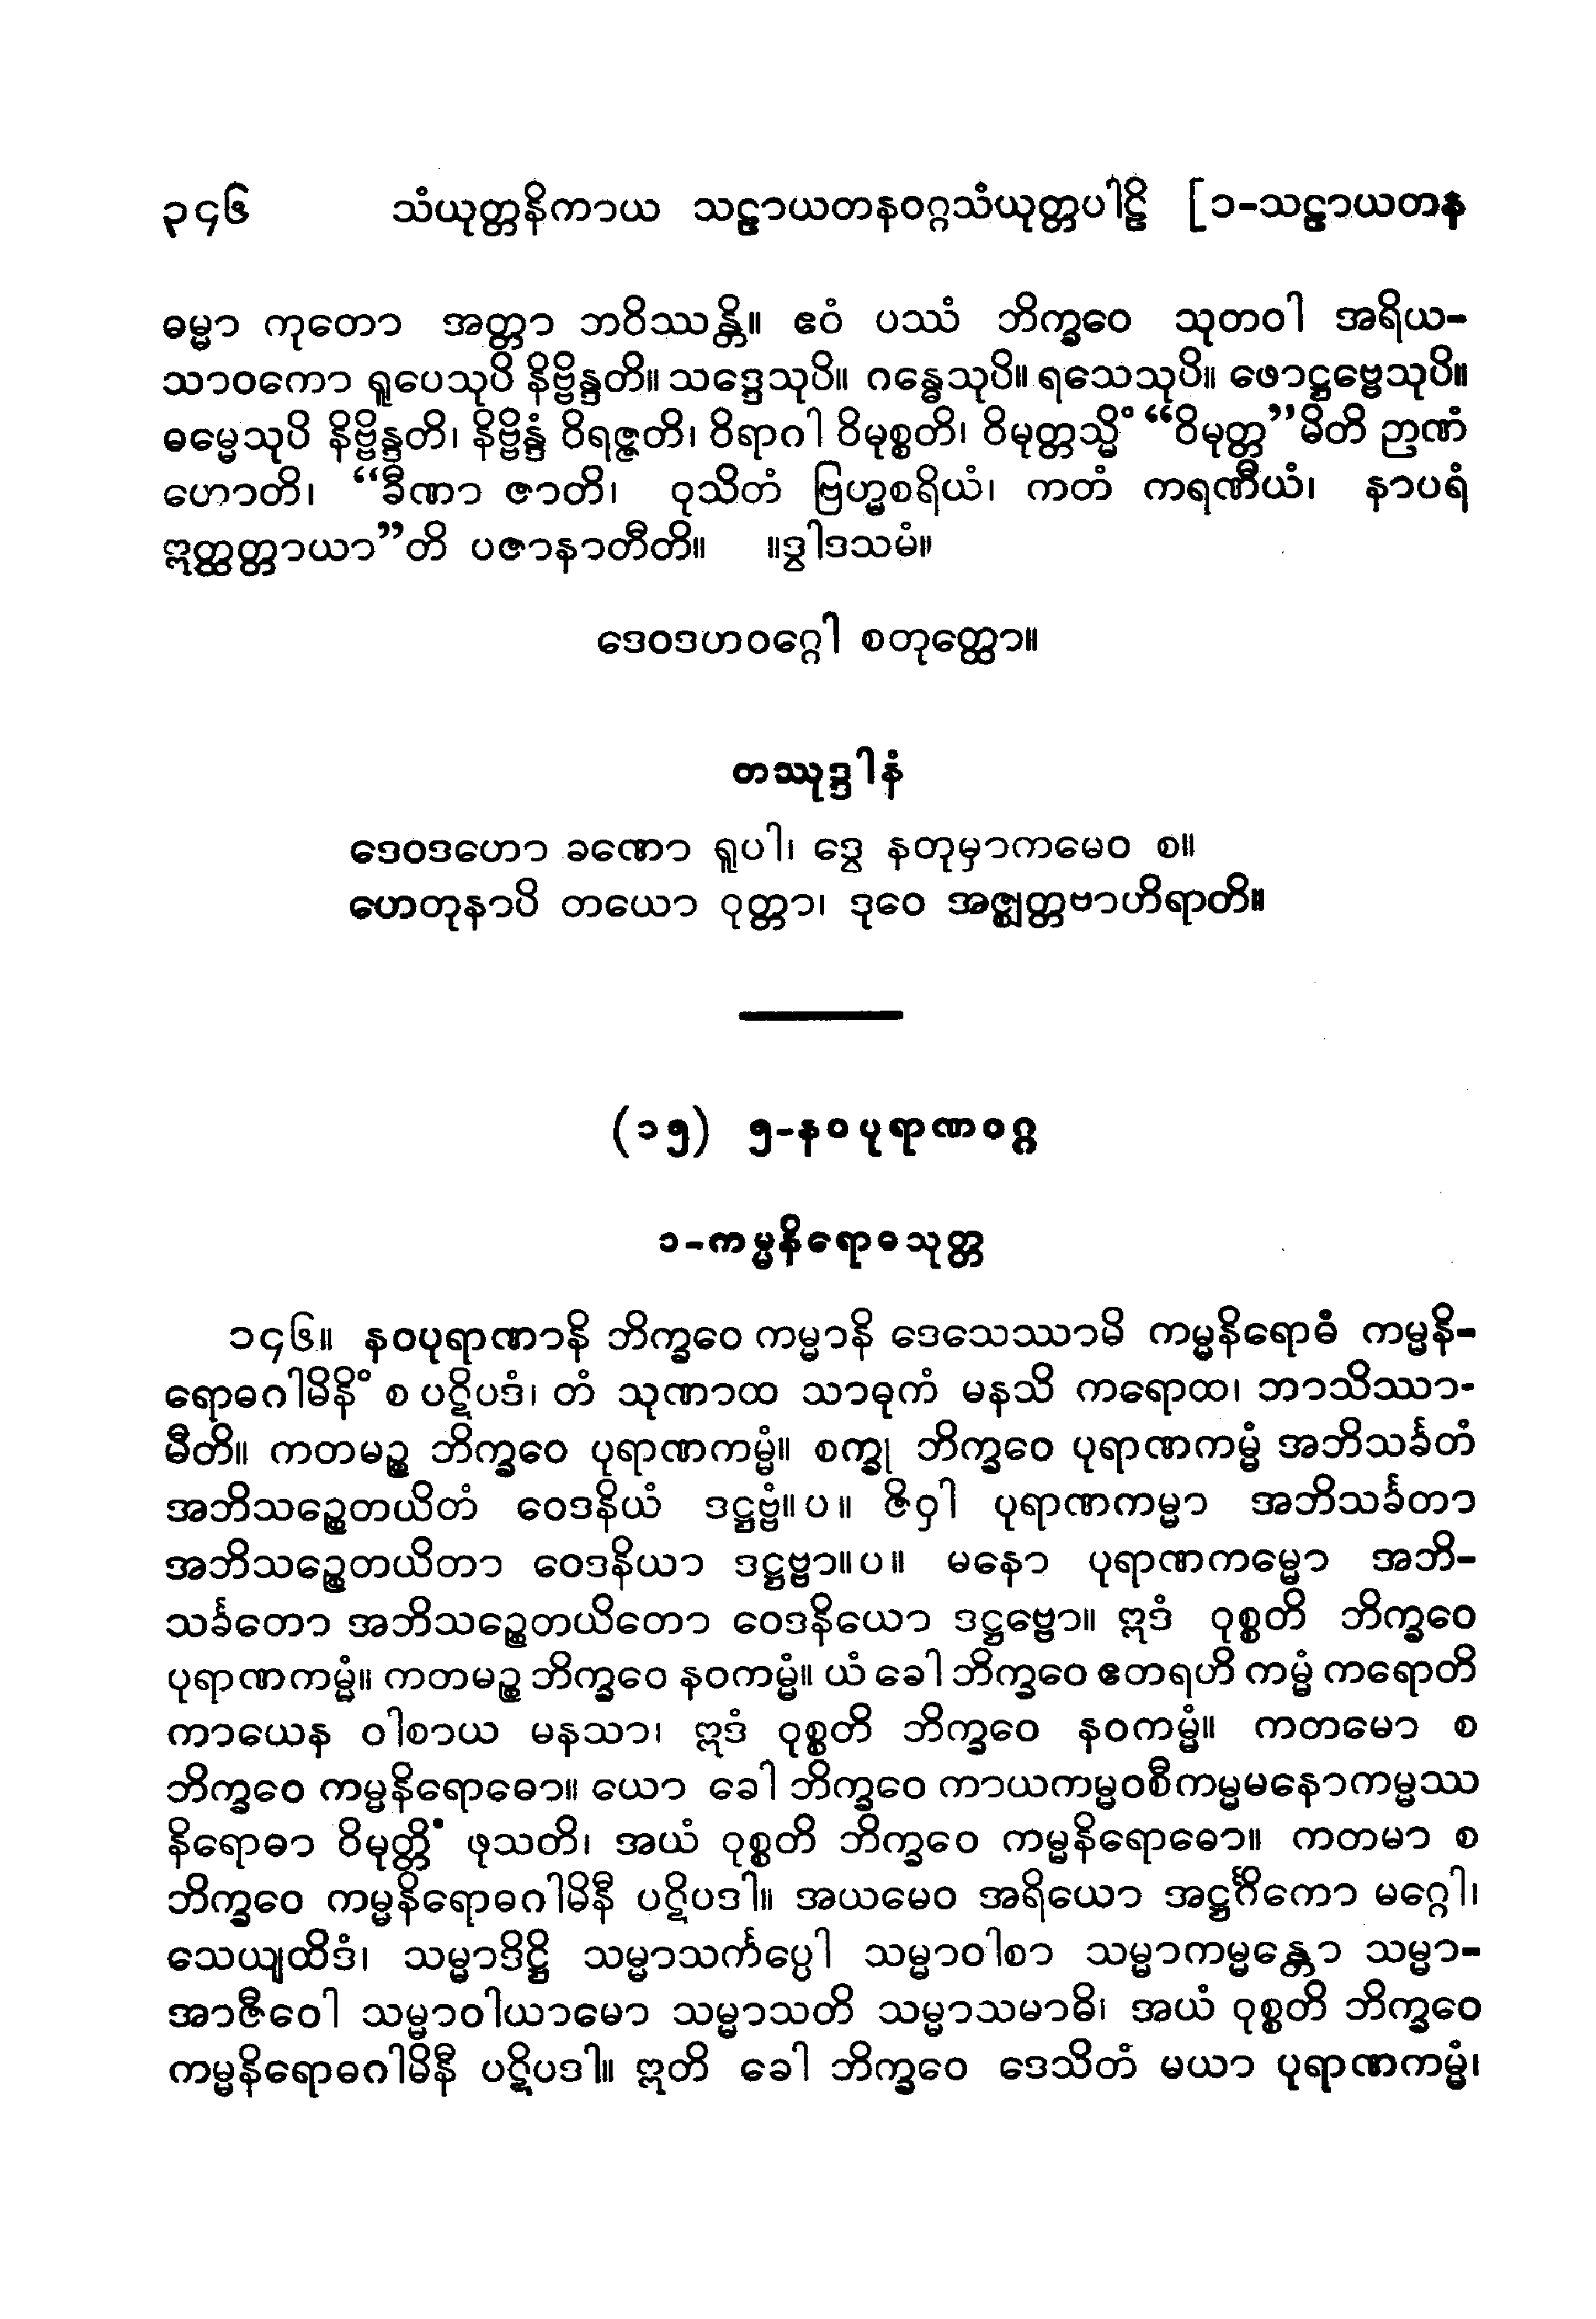 ၃၄၆ သံယုတ္တနိကာယ သဠာယတနဝဂ္ဂသံယုတ္တပါဠိ [၁-သဠာယတန
ဓမ္မာ ကုတော အတ္တာ ဘဝိဿန္တိ။ ဧဝံ ပဿံ ဘိက္ခဝေ သုတဝါ အရိယ-
သာဝကော ရူပေသုပိ နိဗ္ဗိန္ဒတိ။ သဒ္ဒေသုပိ။ ဂန္ဓေသုပိ။ ရသေသုပိ။ ဖောဋ္ဌဗ္ဗေသုပိ။
ဓမ္မေသုပိ နိဗ္ဗိန္ဒတိ၊ နိဗ္ဗိန္ဒံ ဝိရဇ္ဇတိ၊ ဝိရာဂါ ဝိမုစ္စတိ၊ ဝိမုတ္တသ္မိံ “ဝိမုတ္တ”မိတိ ဉာဏံ
ဟောတိ၊ “ခီဏာ ဇာတိ၊ ဝုသိတံ ဗြဟ္မစရိယံ၊ ကတံ ကရဏီယံ၊ နာပရံ
ဣတ္ထတ္တာယာ”တိ ပဇာနာတီတိ။ ။ဒွါဒသမံ။
ဒေဝဒဟဝဂ္ဂေါ စတုတ္ထော။
တဿုဒ္ဒါနံ
ဒေဝဒဟော ခဏော ရူပါ၊ ဒွေ နတုမှာကမေဝ စ။
ဟေတုနာပိ တယော ဝုတ္တာ၊ ဒုဝေ အဇ္ဈတ္တဗာဟိရာတိ။
(၁၅) ၅-နဝပုရာဏဝဂ္ဂ
၁-ကမ္မနိရောဓသုတ္တ
၁၄၆။ နဝပုရာဏာနိ ဘိက္ခဝေ ကမ္မာနိ ဒေသေဿာမိ ကမ္မနိရောဓံ ကမ္မနိ-
ရောဓဂါမိနိံ စ ပဋိပဒံ၊ တံ သုဏာထ သာဓုကံ မနသိ ကရောထ၊ ဘာသိဿာ-
မီတိ။ ကတမဉ္စ ဘိက္ခဝေ ပုရာဏကမ္မံ။ စက္ခု ဘိက္ခဝေ ပုရာဏကမ္မံ အဘိသင်္ခတံ
အဘိသဉ္စေတယိတံ ဝေဒနိယံ ဒဋ္ဌဗ္ဗံ။ ပ ။ ဇိဝှါ ပုရာဏကမ္မာ အဘိသင်္ခတာ
အဘိသဉ္စေတယိတာ ဝေဒနိယာ ဒဋ္ဌဗ္ဗာ။ ပ ။ မနော ပုရာဏကမ္မော အဘိ-
သင်္ခတော အဘိသဉ္စေတယိတော ဝေဒနိယော ဒဋ္ဌဗ္ဗော။ ဣဒံ ဝုစ္စတိ ဘိက္ခဝေ
ပုရာဏကမ္မံ။ ကတမဉ္စ ဘိက္ခဝေ နဝကမ္မံ။ ယံ ခေါ ဘိက္ခဝေ ဧတရဟိ ကမ္မံ ကရောတိ
ကာယေန ဝါစာယ မနသာ၊ ဣဒံ ဝုစ္စတိ ဘိက္ခဝေ နဝကမ္မံ။ ကတမော စ
ဘိက္ခဝေ ကမ္မနိရောဓော။ ယော ခေါ ဘိက္ခဝေ ကာယကမ္မဝစီကမ္မမနောကမ္မဿ
နိရောဓာ ဝိမုတ္တိံ ဖုသတိ၊ အယံ ဝုစ္စတိ ဘိက္ခဝေ ကမ္မနိရောဓော။ ကတမာ စ
ဘိက္ခဝေ ကမ္မနိရောဓဂါမိနီ ပဋိပဒါ။ အယမေဝ အရိယော အဋ္ဌင်္ဂိကော မဂ္ဂေါ၊
သေယျထိဒံ၊ သမ္မာဒိဋ္ဌိ သမ္မာသင်္ကပ္ပေါ သမ္မာဝါစာ သမ္မာကမ္မန္တော သမ္မာ-
အာဇီဝေါ သမ္မာဝါယာမော သမ္မာသတိ သမ္မာသမာဓိ၊ အယံ ဝုစ္စတိ ဘိက္ခဝေ
ကမ္မနိရောဓဂါမိနီ ပဋိပဒါ။ ဣတိ ခေါ ဘိက္ခဝေ ဒေသိတံ မယာ ပုရာဏကမ္မံ၊